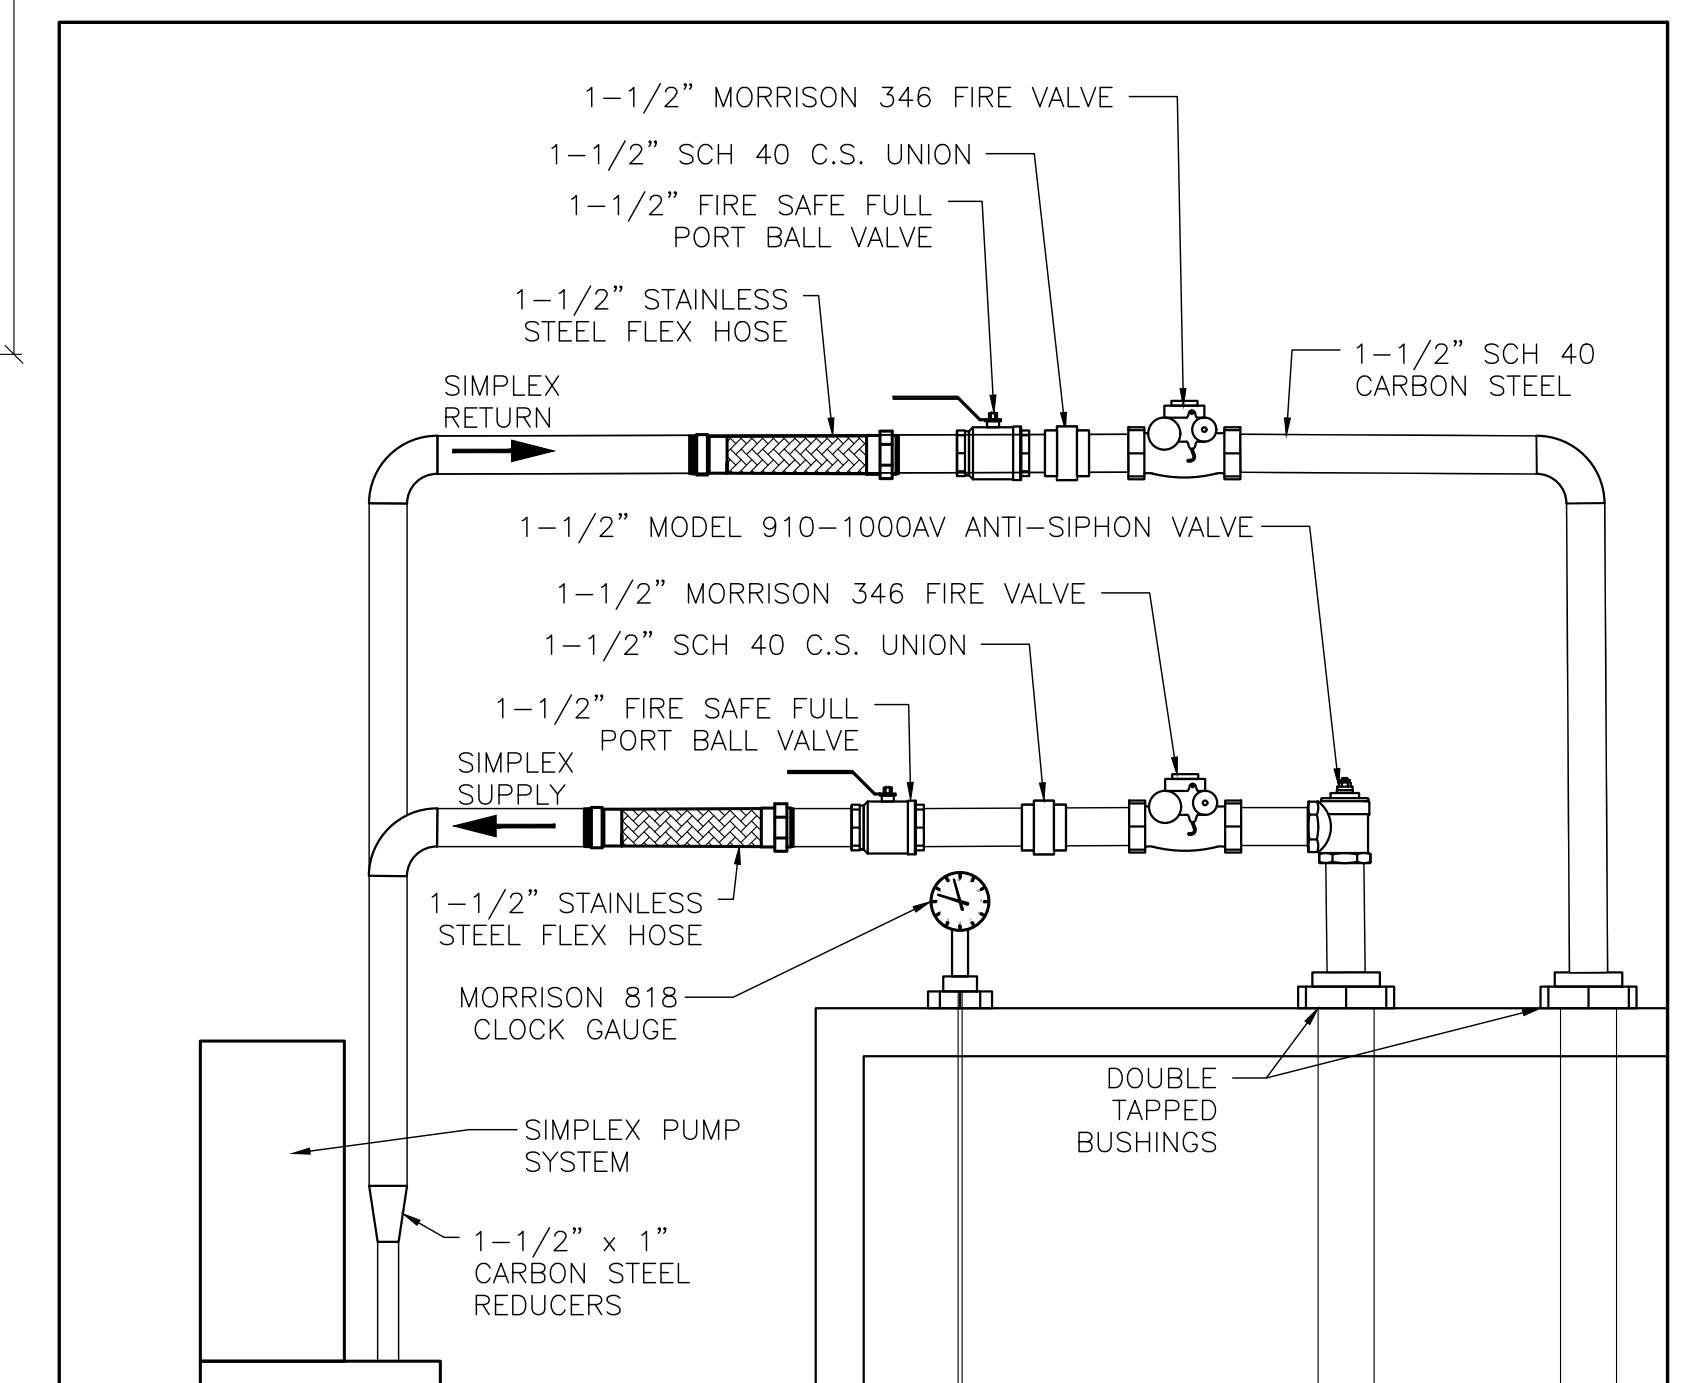 1-1/2” MORRISON 346 FIRE VALVE
1-1/2” SCH 40 C.S. UNION
1-1/2” FIRE SAFE FULL
PORT BALL VALVE
1-1/2” STAINLESS
STEEL FLEX HOSE
1-1/2” SCH 40
CARBON STEEL
SIMPLEX
RETURN
1-1/2” MODEL 910-1000AV ANTI-SIPHON VALVE
1-1/2” MORRISON 346 FIRE VALVE
1-1/2” SCH 40 C.S. UNION
1-1/2” FIRE SAFE FULL
PORT BALL VALVE
SIMPLEX
SUPPLY
1-1/2” STAINLESS
STEEL FLEX HOSE
MORRISON 818
CLOCK GAUGE
DOUBLE
TAPPED
BUSHINGS
SIMPLEX PUMP
SYSTEM
1-1/2” x 1”
CARBON STEEL
REDUCERS